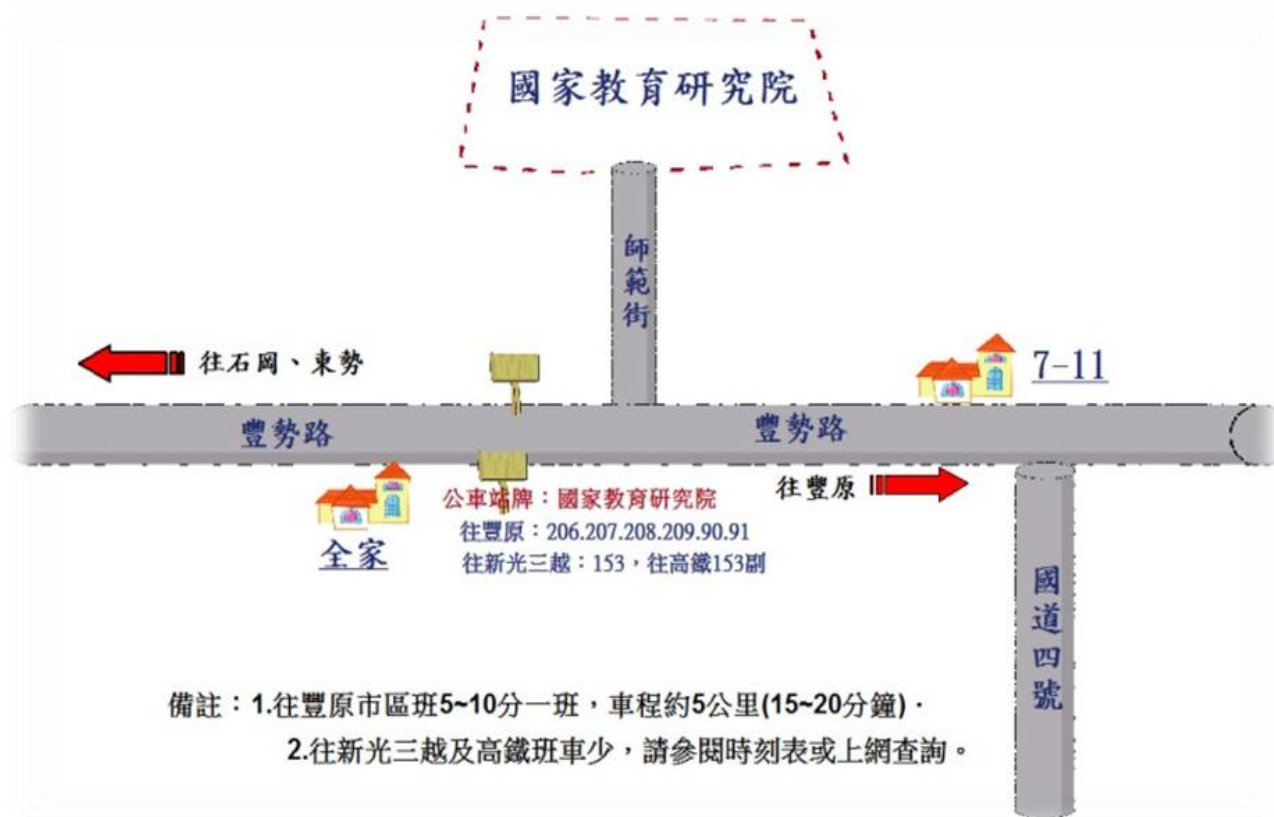 國家教育研究院
師範街
往石岡、東勢
7-11
豐勢路
豐勢路
往豐原
公車站牌：國家教育研究院
往豐原：206.207.208.209.90.91
往新光三越：153，往高鐵153副
全家
國道四號
備註：1.往豐原市區班5~10分一班，車程約5公里(15~20分鐘)．
2.往新光三越及高鐵班車少，請參閱時刻表或上網查詢。